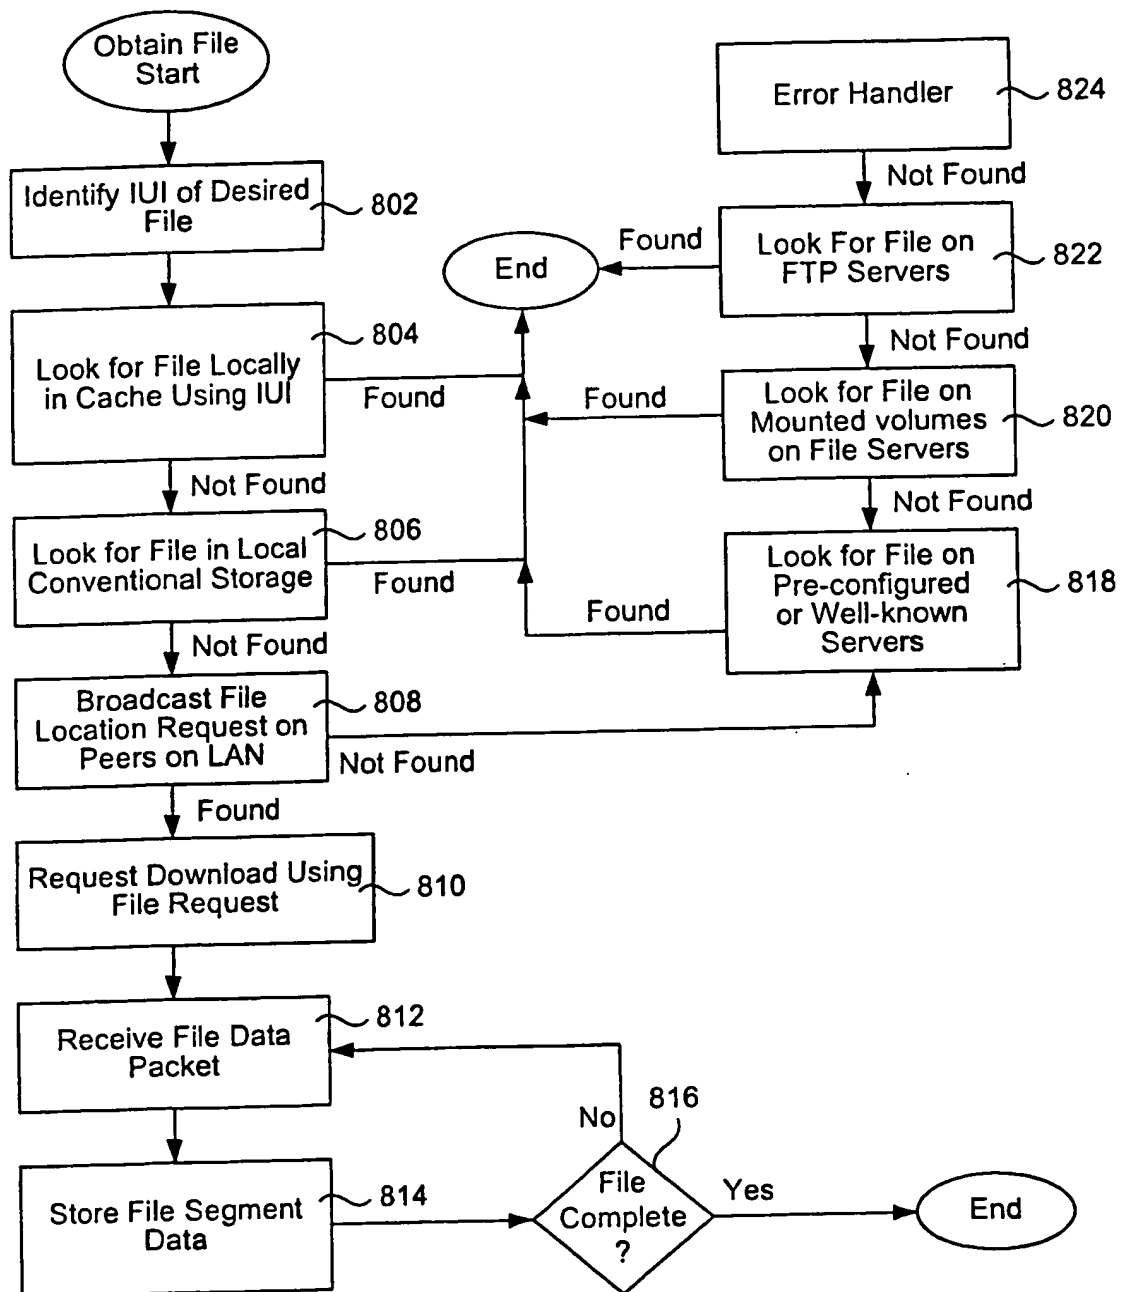 Obtain File
Start
Identify IUI of Desired
File
802
Look for File Locally
in Cache Using IUI
804
Found
Not Found
Look for File in Local
Conventional Storage
806
Found
Not Found
Broadcast File
Location Request on
Peers on LAN
808
Not Found
Found
Request Download Using
File Request
810
Receive File Data
Packet
812
Store File Segment
Data
814
File
Complete
?
816
No
Yes
End
End
Error Handler
824
Not Found
Look For File on
FTP Servers
822
Found
Not Found
Look for File on
Mounted volumes
on File Servers
820
Found
Not Found
Look for File on
Pre-configured
or Well-known
Servers
818
Found